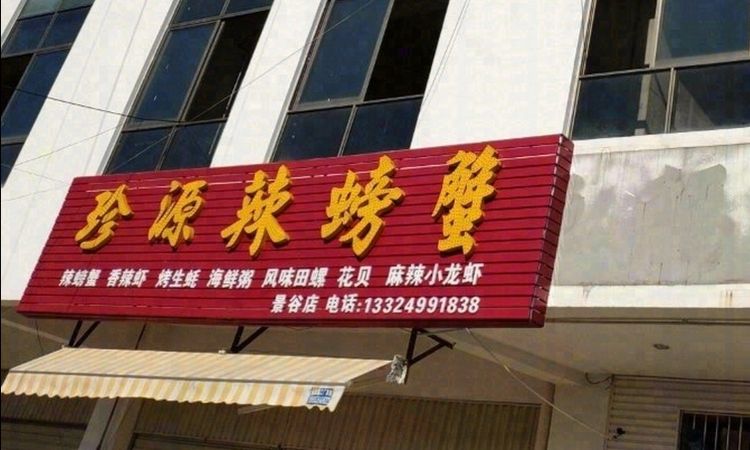 珍源辣螃蟹
辣螃蟹 香辣虾 烤生蚝 海鲜粥 风味田螺 花贝 麻辣小龙虾
景谷店 电话:13324991838